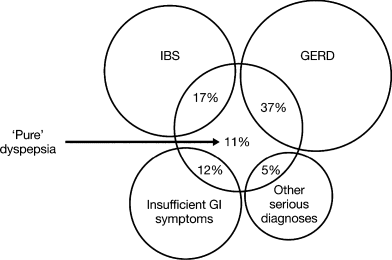 IBS
GERD
17%
37%
'Pure'
dyspepsia
11%
12%
5%
Insufficient GI
symptoms
Other
serious
diagnoses